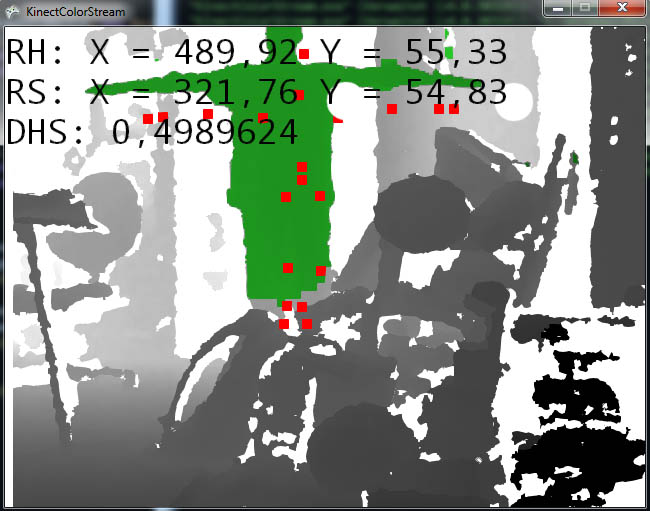 KinectColorStream
RH: X = 489,92 Y = 55,33
RS: X = 321,76 Y = 54,83
DHS: 0,4989624